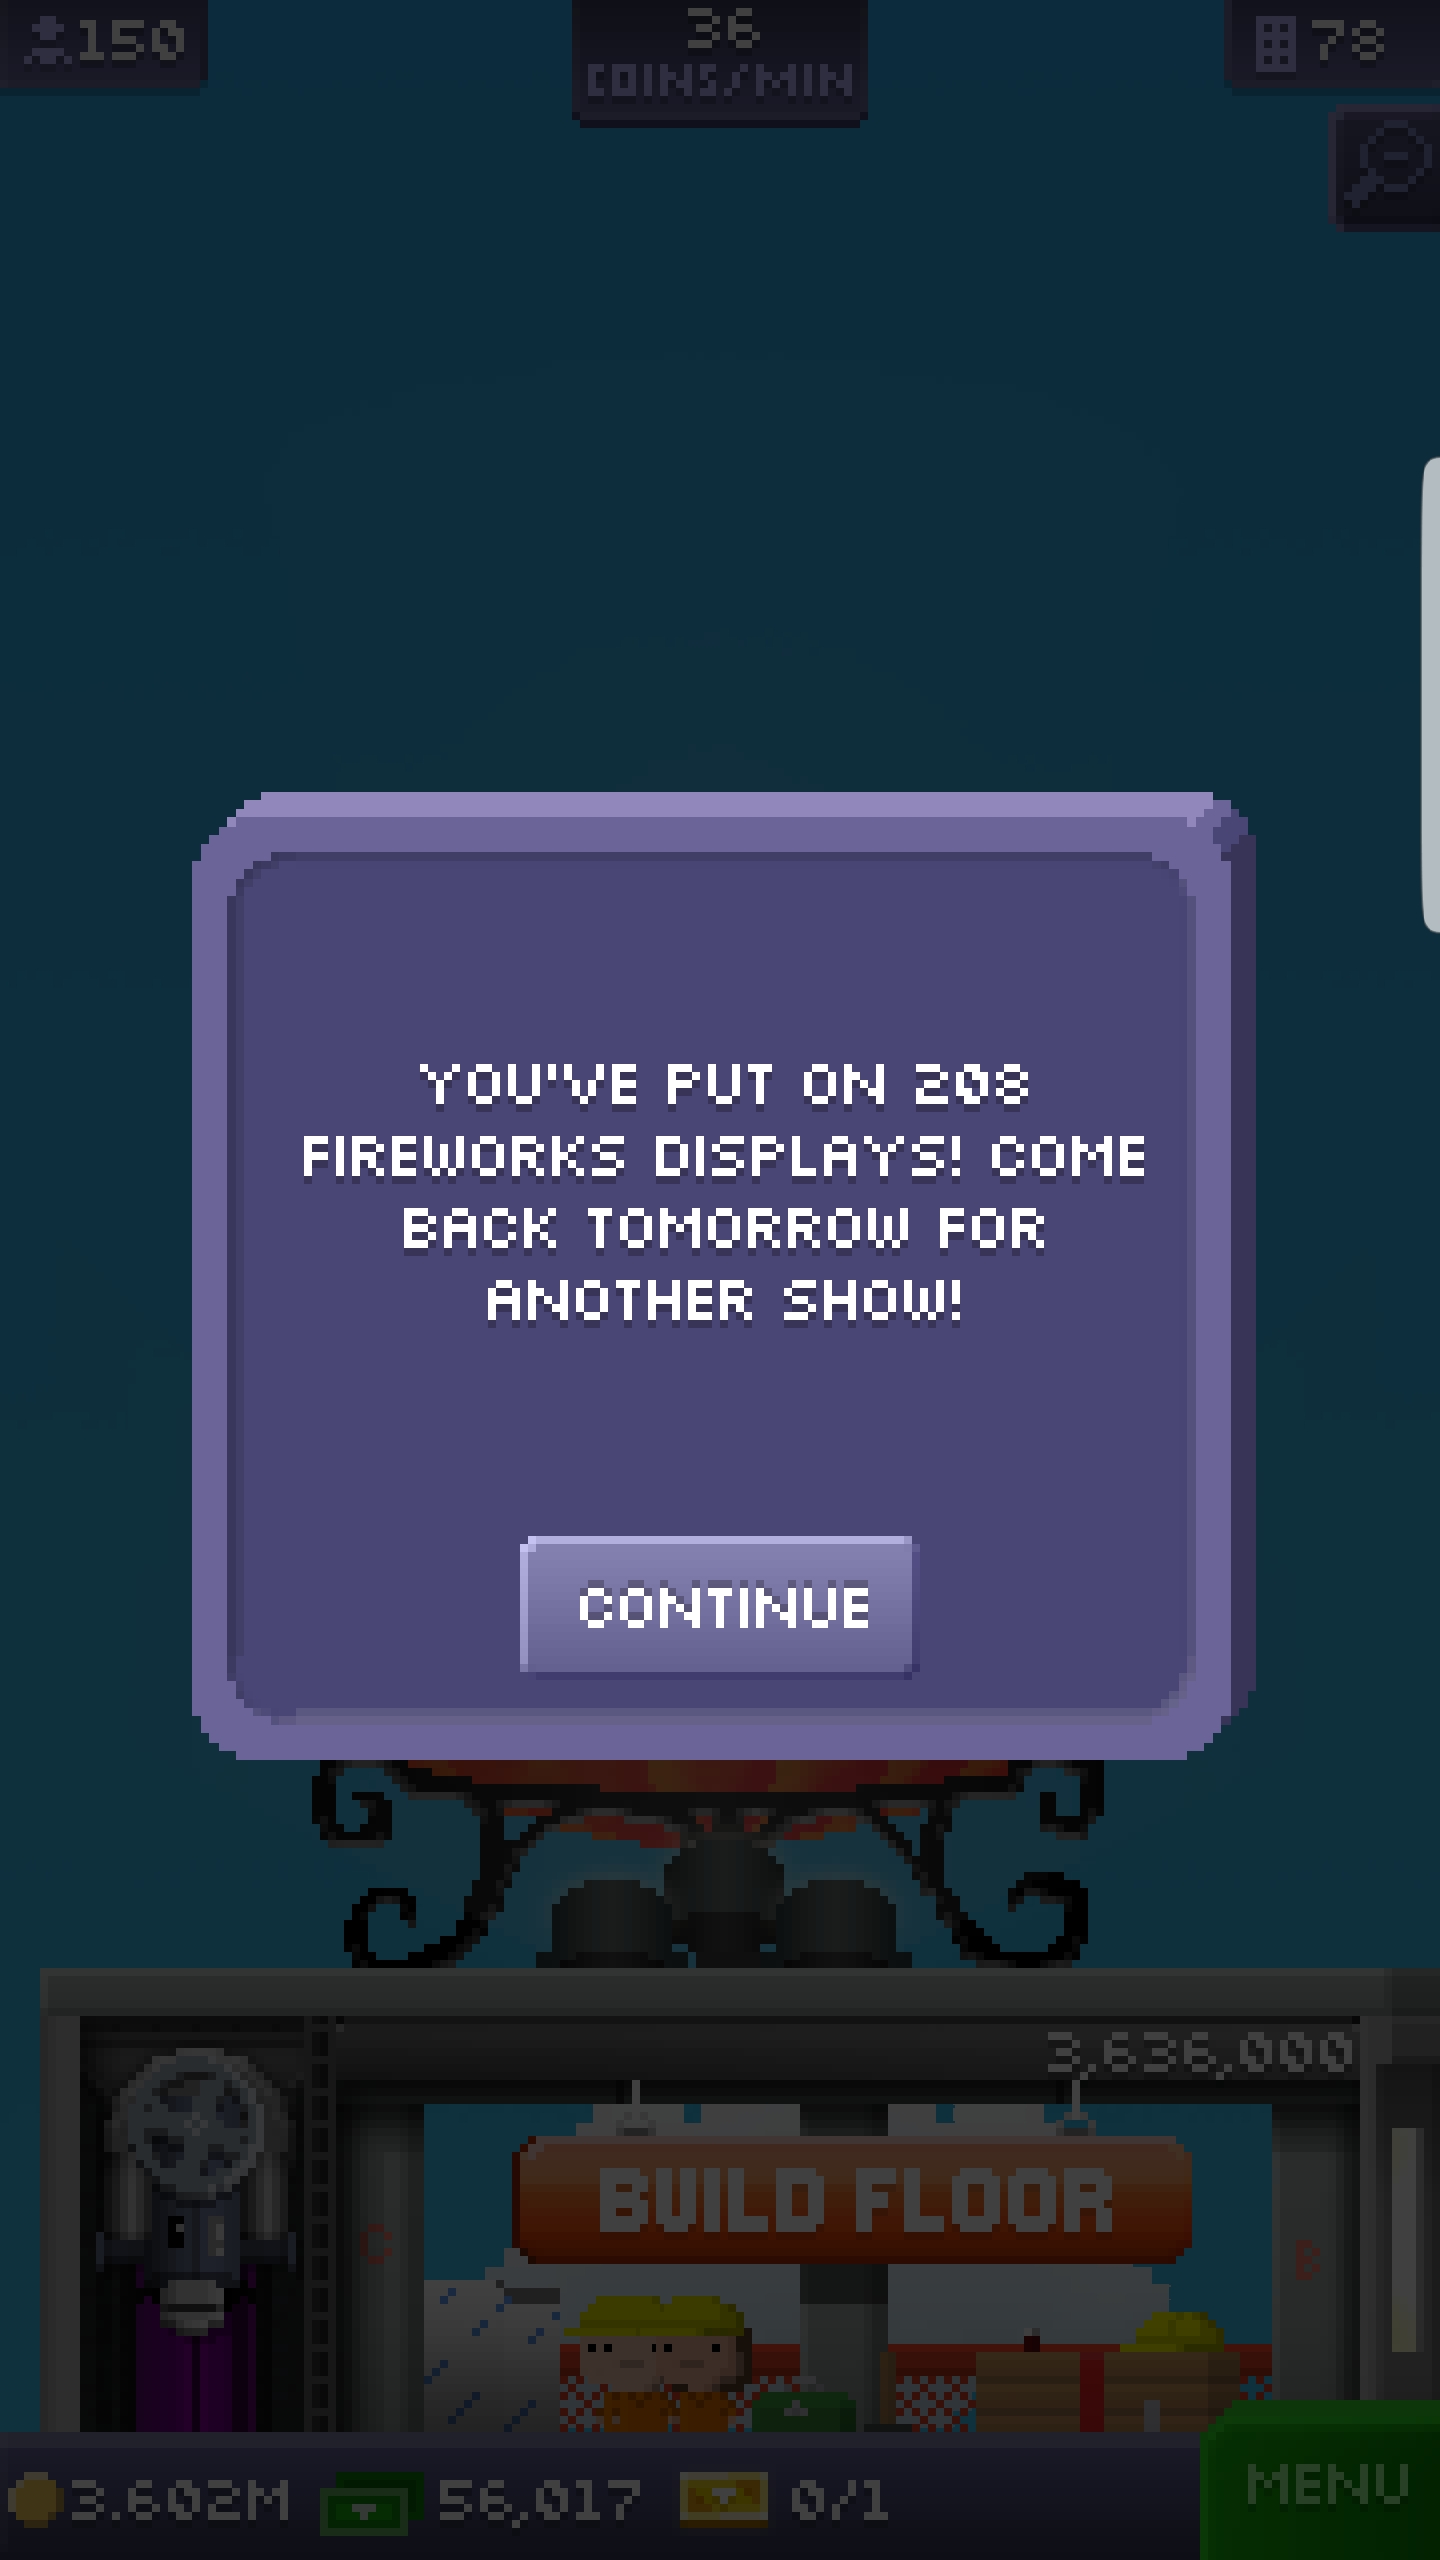 150
36
COINS/MIN
78
YOU'VE PUT ON 208
FIREWORKS DISPLAYS! COME
BACK TOMORROW FOR
ANOTHER SHOW!
CONTINUE
3,636,000
BUILD FLOOR
C
B
3.602M
56,017
0/1
MENU